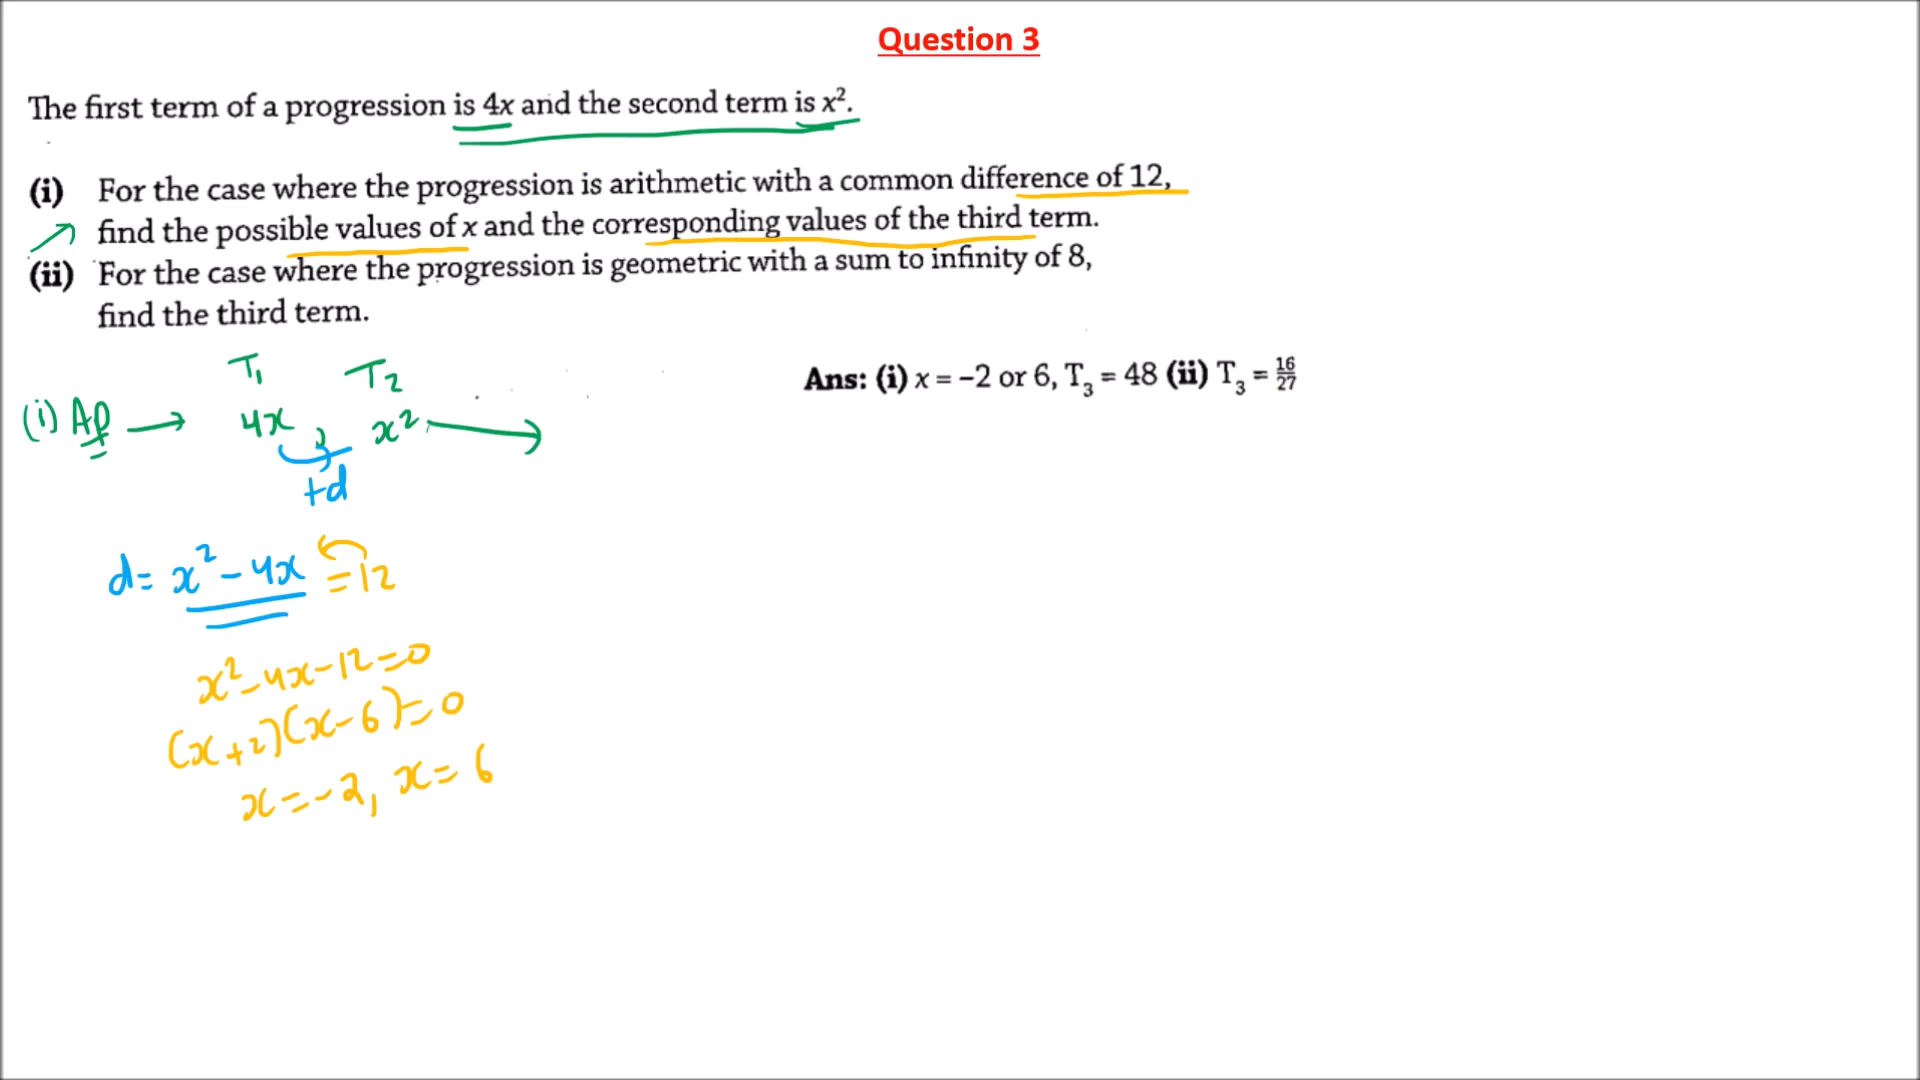 Question 3
The first term of a progression is 4x and the second term is x².
(i) For the case where the progression is arithmetic with a common difference of 12,
find the possible values of x and the corresponding values of the third term.
(ii) For the case where the progression is geometric with a sum to infinity of 8,
find the third term.
Ans: (i) x = −2 or 6, T₃ = 48 (ii) T₃ = 16/27
T₁ T₂
(i) AP → 4x , x² →
+d
d = x² - 4x = 12
x² - 4x - 12 = 0
(x+2)(x-6) = 0
x = -2, x = 6